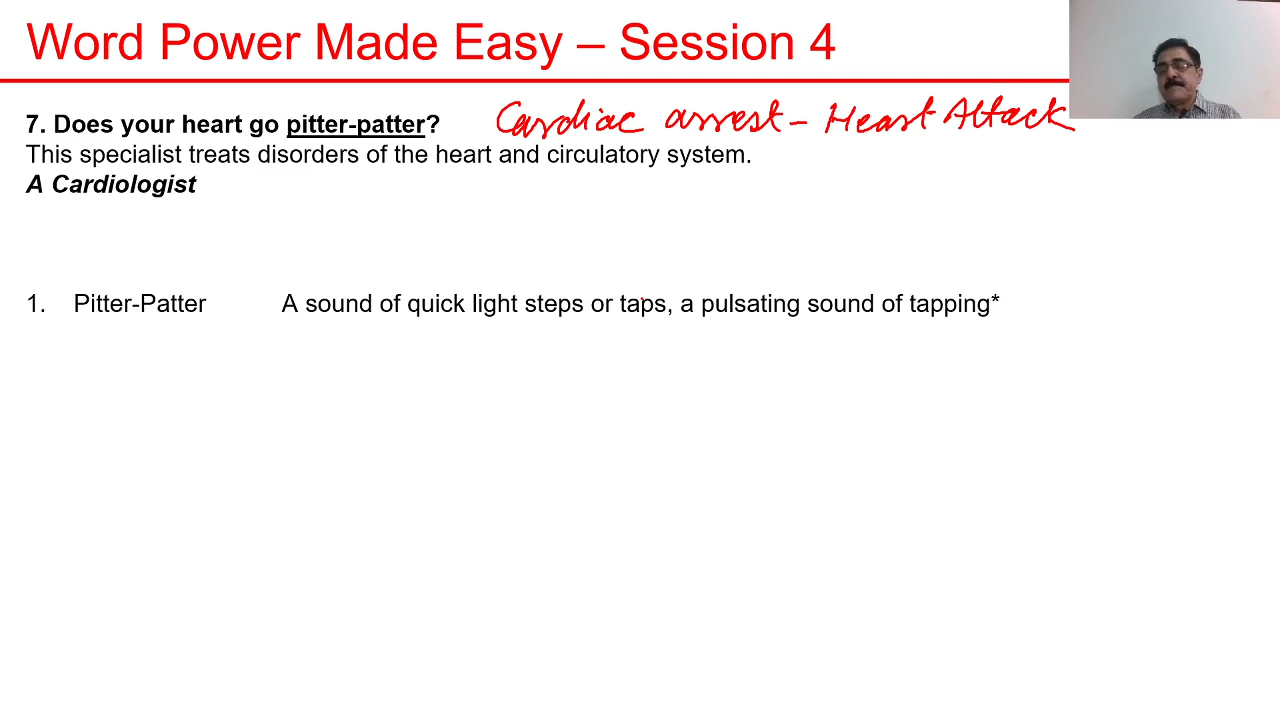 Word Power Made Easy – Session 4
7. Does your heart go pitter-patter? Cardiac arrest – Heart Attack
This specialist treats disorders of the heart and circulatory system.
A Cardiologist
1. Pitter-Patter A sound of quick light steps or taps, a pulsating sound of tapping*